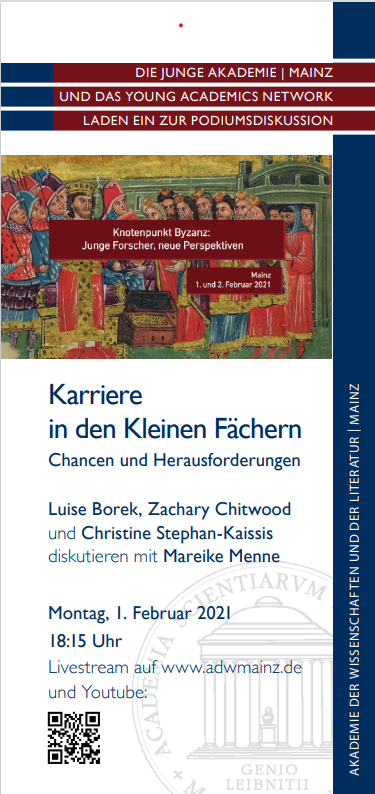 DIE JUNGE AKADEMIE | MAINZ
UND DAS YOUNG ACADEMICS NETWORK
LADEN EIN ZUR PODIUMSDISKUSSION
Knotenpunkt Byzanz:
Junge Forscher, neue Perspektiven
Mainz
1. und 2. Februar 2021
Karriere
in den Kleinen Fächern
Chancen und Herausforderungen
Luise Borek, Zachary Chitwood
und Christine Stephan-Kaissis
diskutieren mit Mareike Menne
Montag, 1. Februar 2021
18:15 Uhr
Livestream auf www.adwmainz.de
und Youtube:
ACADEMIA SCIENTIARVM
GENIO
LEIBNITII
AKADEMIE DER WISSENSCHAFTEN UND DER LITERATUR | MAINZ